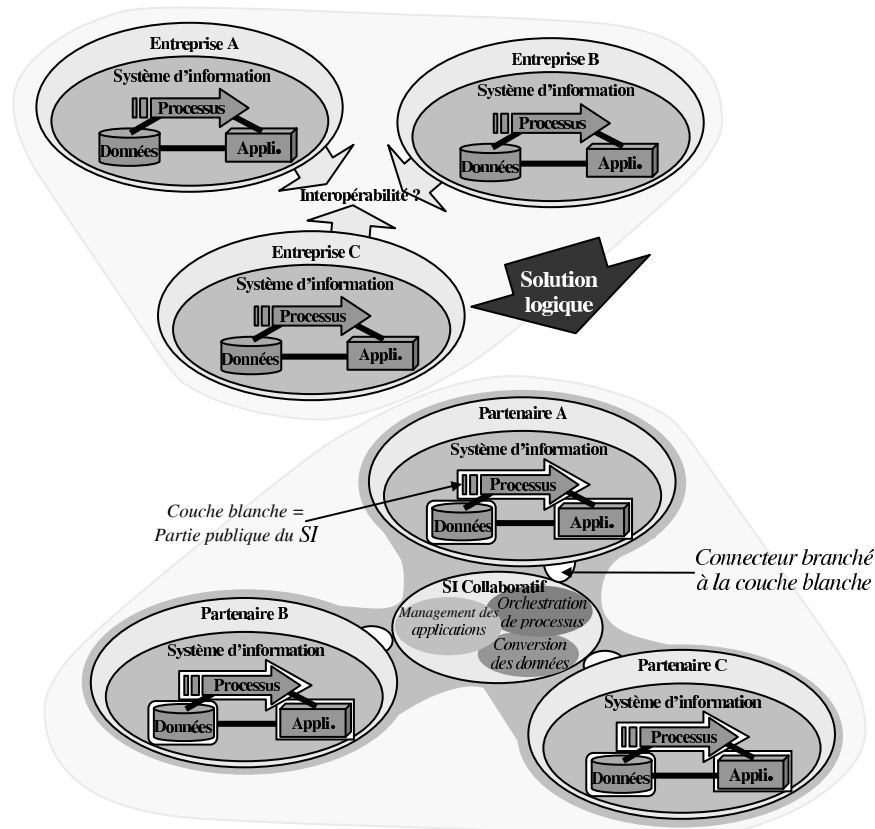 Entreprise A
Système d'information
Processus
Données
Appli.
Entreprise B
Système d'information
Processus
Données
Appli.
Interopérabilité ?
Entreprise C
Système d'information
Processus
Données
Appli.
Solution
logique
Partenaire A
Système d'information
Processus
Données
Appli.
Couche blanche =
Partie publique du SI
Connecteur branché
à la couche blanche
SI Collaboratif
Management des
applications
Orchestration
de processus
Conversion
des données
Partenaire B
Système d'information
Processus
Données
Appli.
Partenaire C
Système d'information
Processus
Données
Appli.